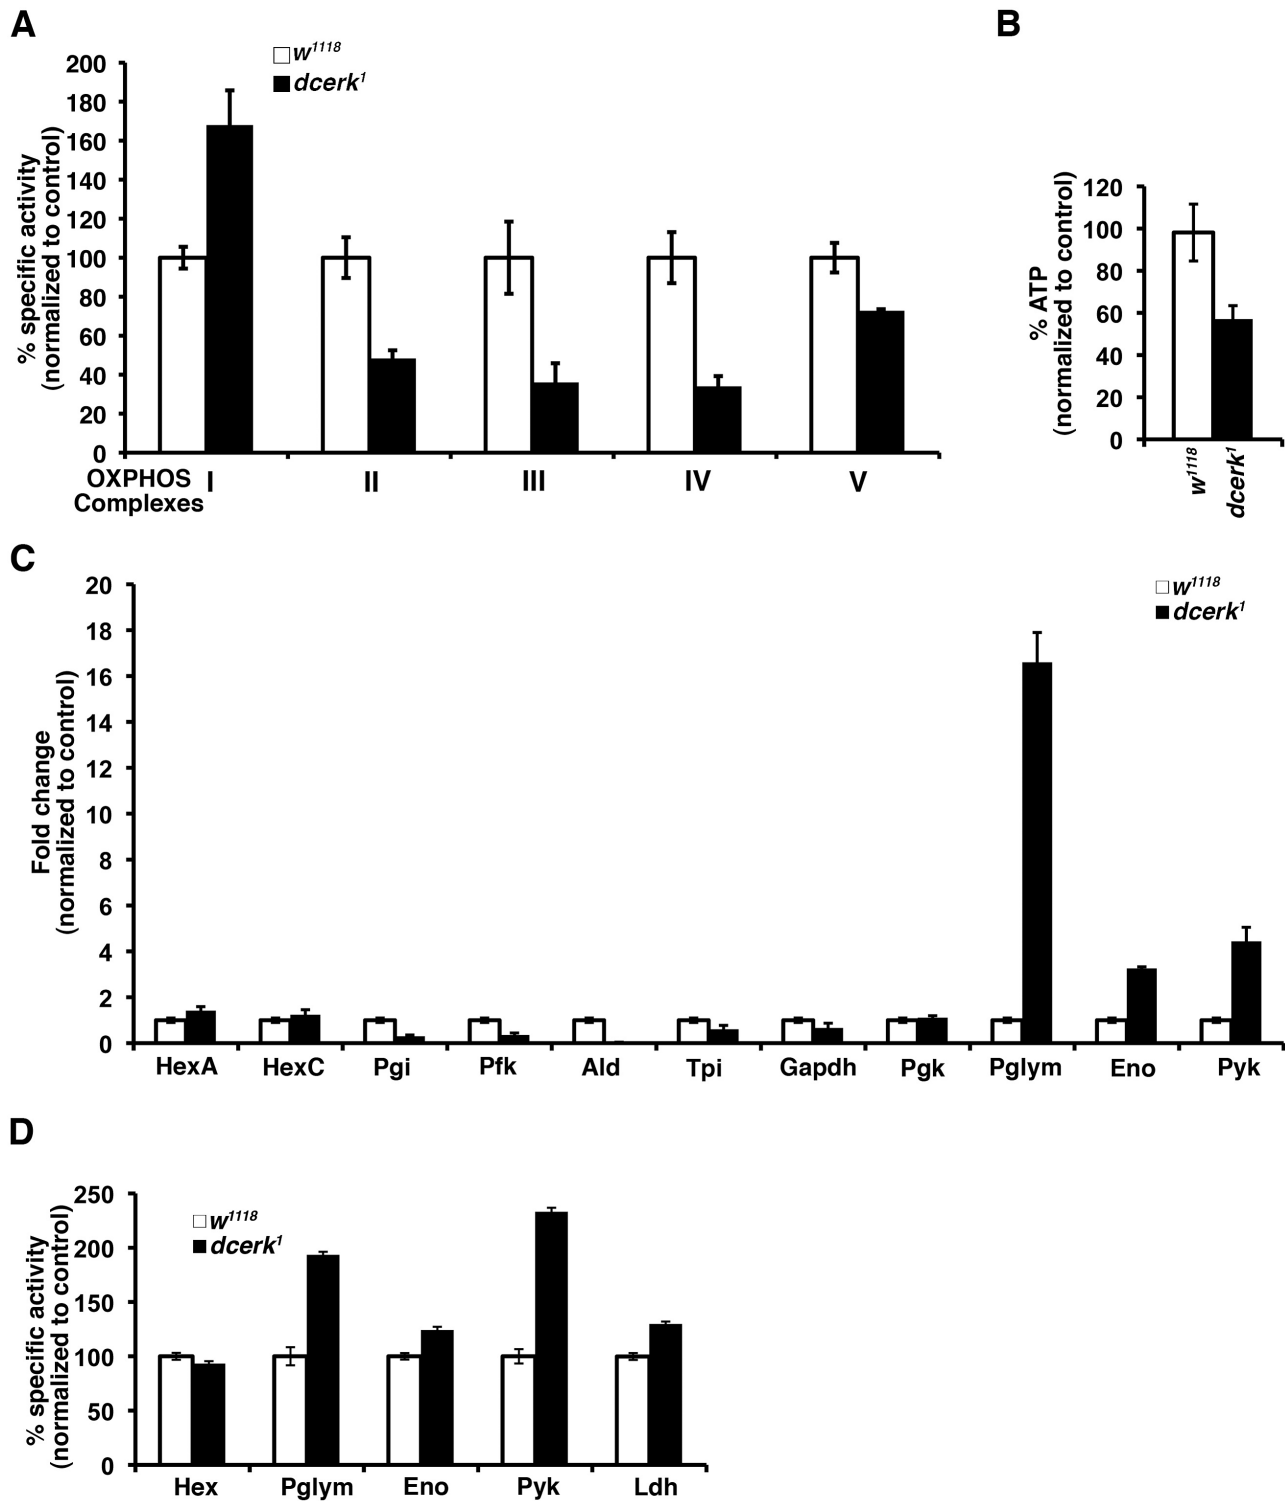 A
% specific activity
(normalized to control)
200
180
160
140
120
100
80
60
40
20
0
w1118
dcerk1
OXPHOS
Complexes
I
II
III
IV
V
B
% ATP
(normalized to control)
120
100
80
60
40
20
0
w1118
dcerk1
C
Fold change
(normalized to control)
20
18
16
14
12
10
8
6
4
2
0
w1118
dcerk1
HexA HexC Pgi Pfk Ald Tpi Gapdh Pgk Pglym Eno Pyk
D
% specific activity
(normalized to control)
250
200
150
100
50
0
w1118
dcerk1
Hex Pglym Eno Pyk Ldh